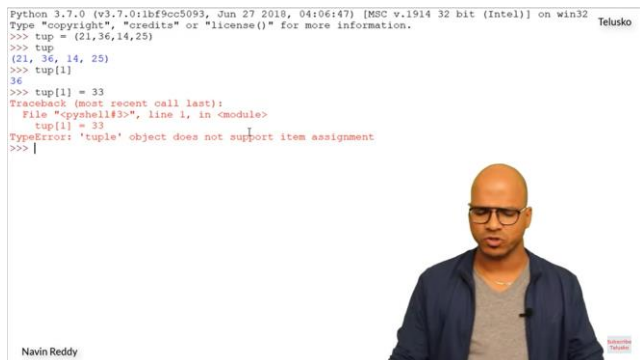 Python 3.7.0 (v3.7.0:1bf9cc5093, Jun 27 2018, 04:06:47) [MSC v.1914 32 bit (Intel)] on win32
Type "copyright", "credits" or "license()" for more information.
Telusko
>>> tup = (21,36,14,25)
>>> tup
(21, 36, 14, 25)
>>> tup[1]
36
>>> tup[1] = 33
Traceback (most recent call last):
File "<pyshell#3>", line 1, in <module>
tup[1] = 33
TypeError: 'tuple' object does not support item assignment
>>>
Subscribe
Telusko
Navin Reddy